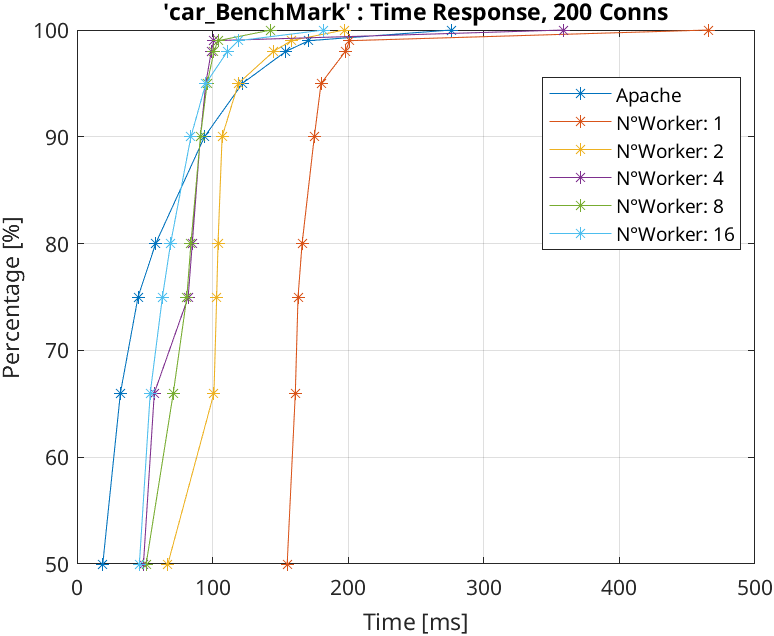 'car_BenchMark' : Time Response, 200 Conns
100
90
80
70
60
50
Percentage [%]
Apache
N°Worker: 1
N°Worker: 2
N°Worker: 4
N°Worker: 8
N°Worker: 16
0
100
200
300
400
500
Time [ms]